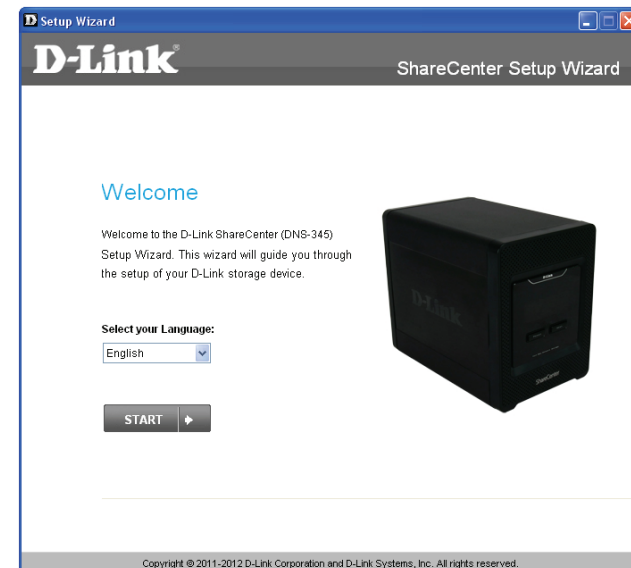 Setup Wizard
D-Link®
ShareCenter Setup Wizard
Welcome
Welcome to the D-Link ShareCenter (DNS-345)
Setup Wizard. This wizard will guide you through
the setup of your D-Link storage device.
Select your Language:
English
START
D-Link
ShareCenter
Copyright © 2011-2012 D-Link Corporation and D-Link Systems, Inc. All rights reserved.